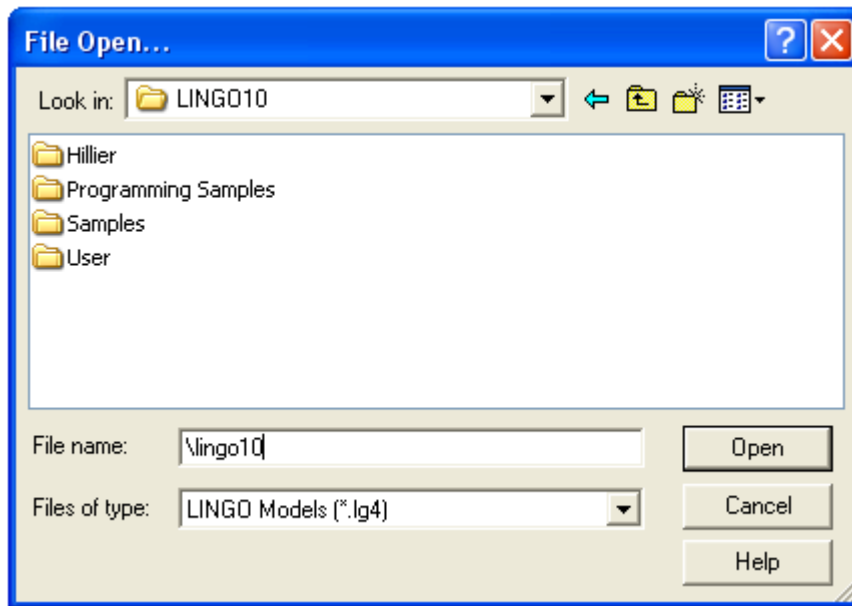 File Open...
Look in: LINGO10
Hillier
Programming Samples
Samples
User
File name: \lingo10 Open
Files of type: LINGO Models (*.lg4) Cancel
Help